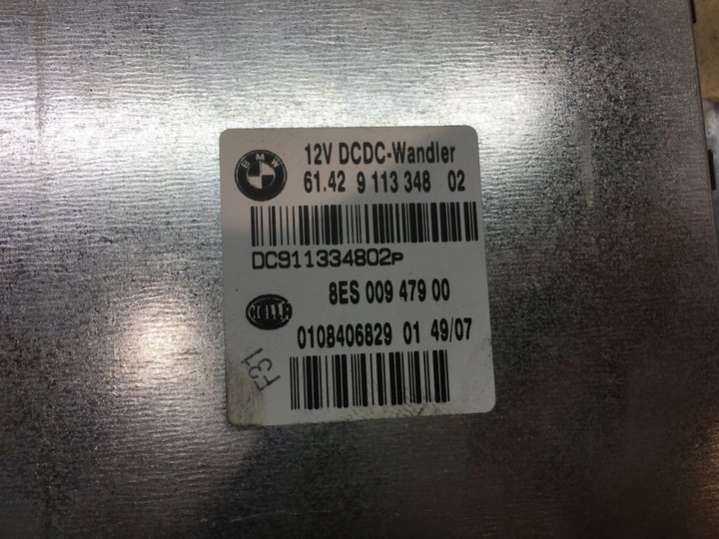 BMW
12V DCDC-Wandler
61.42 9 113 348 02
DC911334802P
8ES 009 479 00
0108406829 01 49/07
F31